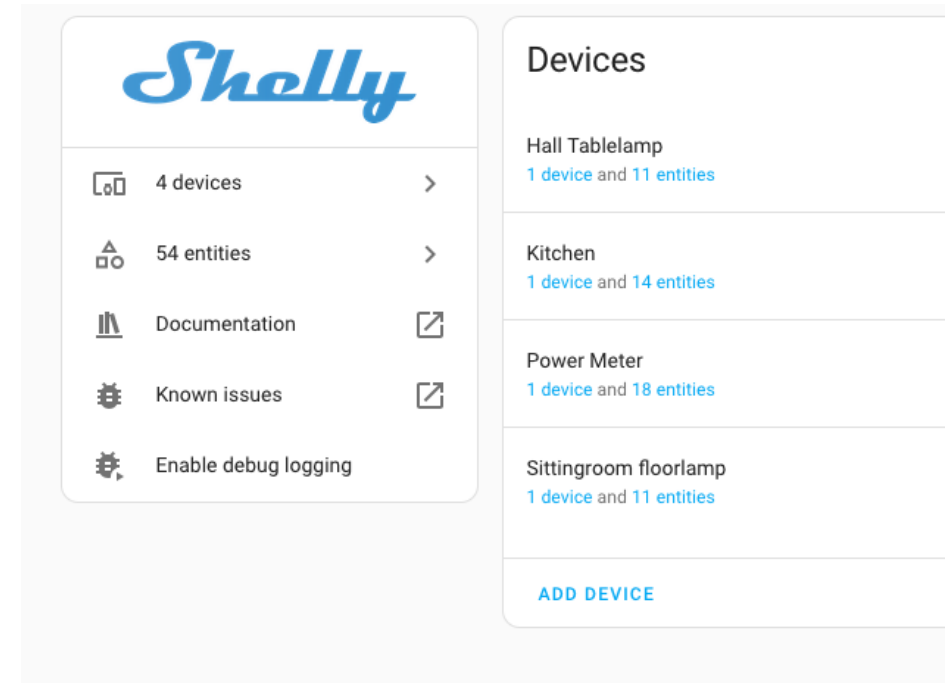 Shelly
4 devices
54 entities
Documentation
Known issues
Enable debug logging
Devices
Hall Tablelamp
1 device and 11 entities
Kitchen
1 device and 14 entities
Power Meter
1 device and 18 entities
Sittingroom floorlamp
1 device and 11 entities
ADD DEVICE